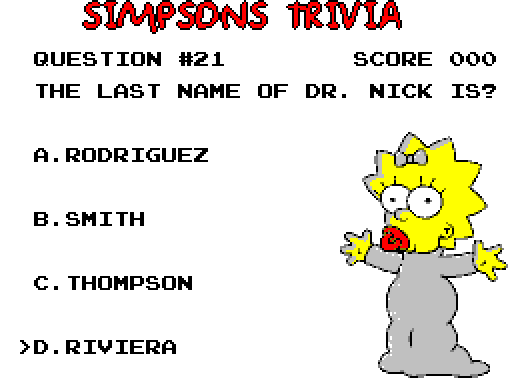 SIMPSONS TRIVIA
QUESTION #21 SCORE 000
THE LAST NAME OF DR. NICK IS?
A.RODRIGUEZ
B.SMITH
C.THOMPSON
>D.RIVIERA